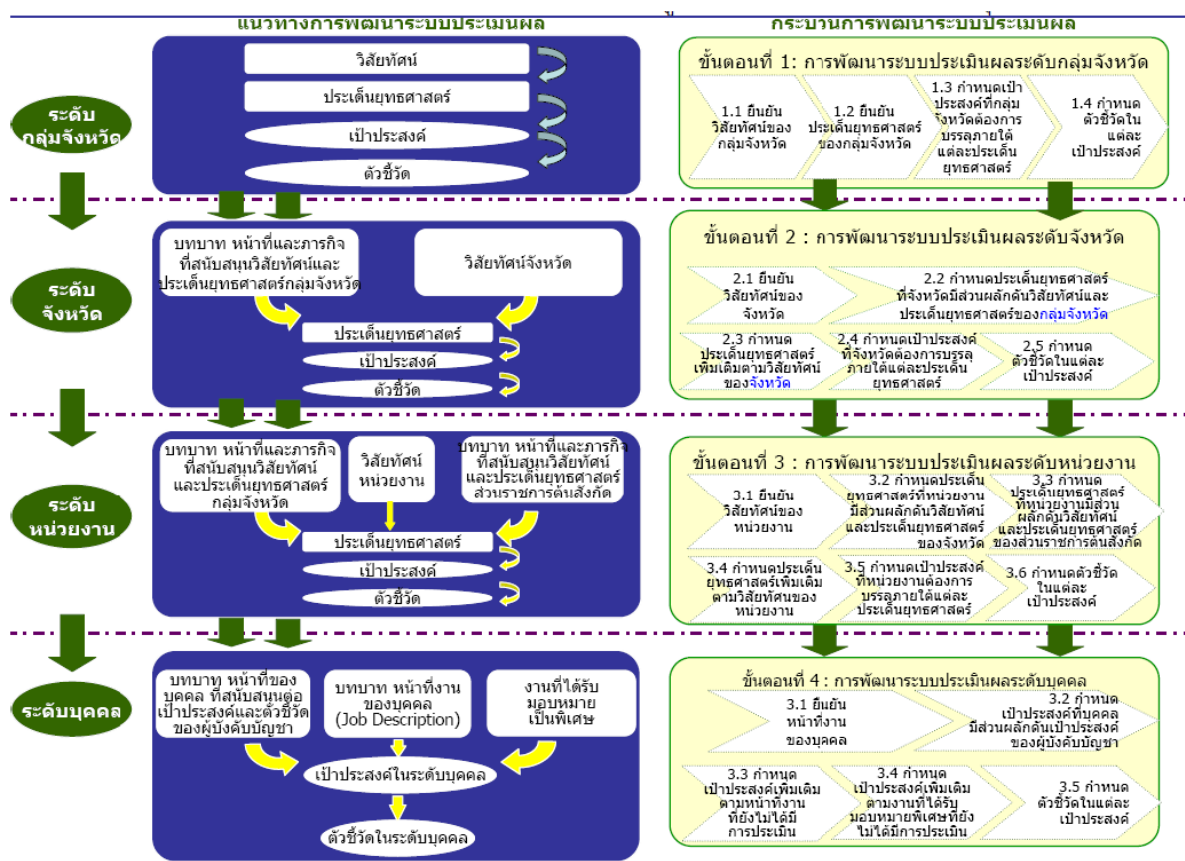 แนวทางการพัฒนาระบบประเมินผล
กระบวนการพัฒนาระบบประเมินผล
ระดับ
กลุ่มจังหวัด
วิสัยทัศน์
ประเด็นยุทธศาสตร์
เป้าประสงค์
ตัวชี้วัด
ขั้นตอนที่ 1: การพัฒนาระบบประเมินผลระดับกลุ่มจังหวัด
1.1 ยืนยัน
วิสัยทัศน์ของ
กลุ่มจังหวัด
1.2 ยืนยัน
ประเด็นยุทธศาสตร์
ของกลุ่มจังหวัด
1.3 กำหนดเป้า
ประสงค์ที่กลุ่ม
จังหวัดต้องการ
บรรลุภายใต้
แต่ละประเด็น
ยุทธศาสตร์
1.4 กำหนด
ตัวชี้วัดใน
แต่ละ
เป้าประสงค์
ระดับ
จังหวัด
บทบาท หน้าที่และภารกิจ
ที่สนับสนุนวิสัยทัศน์และ
ประเด็นยุทธศาสตร์กลุ่มจังหวัด
วิสัยทัศน์จังหวัด
ประเด็นยุทธศาสตร์
เป้าประสงค์
ตัวชี้วัด
ขั้นตอนที่ 2 : การพัฒนาระบบประเมินผลระดับจังหวัด
2.1 ยืนยัน
วิสัยทัศน์ของ
จังหวัด
2.2 กำหนดประเด็นยุทธศาสตร์
ที่จังหวัดมีส่วนผลักดันวิสัยทัศน์และ
ประเด็นยุทธศาสตร์ของกลุ่มจังหวัด
2.3 กำหนด
ประเด็นยุทธศาสตร์
เพิ่มเติมตามวิสัยทัศน์
ของจังหวัด
2.4 กำหนดเป้าประสงค์
ที่จังหวัดต้องการบรรลุ
ภายใต้แต่ละประเด็น
ยุทธศาสตร์
2.5 กำหนด
ตัวชี้วัดในแต่ละ
เป้าประสงค์
ระดับ
หน่วยงาน
บทบาท หน้าที่และภารกิจ
ที่สนับสนุนวิสัยทัศน์
และประเด็นยุทธศาสตร์
กลุ่มจังหวัด
วิสัยทัศน์
หน่วยงาน
บทบาท หน้าที่และภารกิจ
ที่สนับสนุนวิสัยทัศน์
และประเด็นยุทธศาสตร์
ส่วนราชการต้นสังกัด
ประเด็นยุทธศาสตร์
เป้าประสงค์
ตัวชี้วัด
ขั้นตอนที่ 3 : การพัฒนาระบบประเมินผลระดับหน่วยงาน
3.1 ยืนยัน
วิสัยทัศน์ของ
หน่วยงาน
3.2 กำหนดประเด็น
ยุทธศาสตร์ที่หน่วยงาน
มีส่วนผลักดันวิสัยทัศน์
และประเด็นยุทธศาสตร์
ของจังหวัด
3.3 กำหนด
ประเด็นยุทธศาสตร์
ที่หน่วยงานมีส่วน
ผลักดันวิสัยทัศน์
และประเด็นยุทธศาสตร์
ของส่วนราชการต้นสังกัด
3.4 กำหนดประเด็น
ยุทธศาสตร์เพิ่มเติม
ตามวิสัยทัศนของ
หน่วยงาน
3.5 กำหนดเป้าประสงค์
ที่หน่วยงานต้องการ
บรรลุภายใต้แต่ละ
ประเด็นยุทธศาสตร์
3.6 กำหนดตัวชี้วัด
ในแต่ละ
เป้าประสงค์
ระดับบุคคล
บทบาท หน้าที่ของ
บุคคล ที่สนับสนุนต่อ
เป้าประสงค์และตัวชี้วัด
ของผู้บังคับบัญชา
บทบาท หน้าที่งาน
ของบุคคล
(Job Description)
งานที่ได้รับ
มอบหมาย
เป็นพิเศษ
เป้าประสงค์ในระดับบุคคล
ตัวชี้วัดในระดับบุคคล
ขั้นตอนที่ 4 : การพัฒนาระบบประเมินผลระดับบุคคล
3.1 ยืนยัน
หน้าที่งาน
ของบุคคล
3.2 กำหนด
เป้าประสงค์ที่บุคคล
มีส่วนผลักดันเป้าประสงค์
ของผู้บังคับบัญชา
3.3 กำหนด
เป้าประสงค์เพิ่มเติม
ตามหน้าที่งาน
ที่ยังไม่ได้มี
การประเมิน
3.4 กำหนด
เป้าประสงค์เพิ่มเติม
ตามงานที่ได้รับ
มอบหมายพิเศษที่ยัง
ไม่ได้มีการประเมิน
3.5 กำหนด
ตัวชี้วัดในแต่ละ
เป้าประสงค์